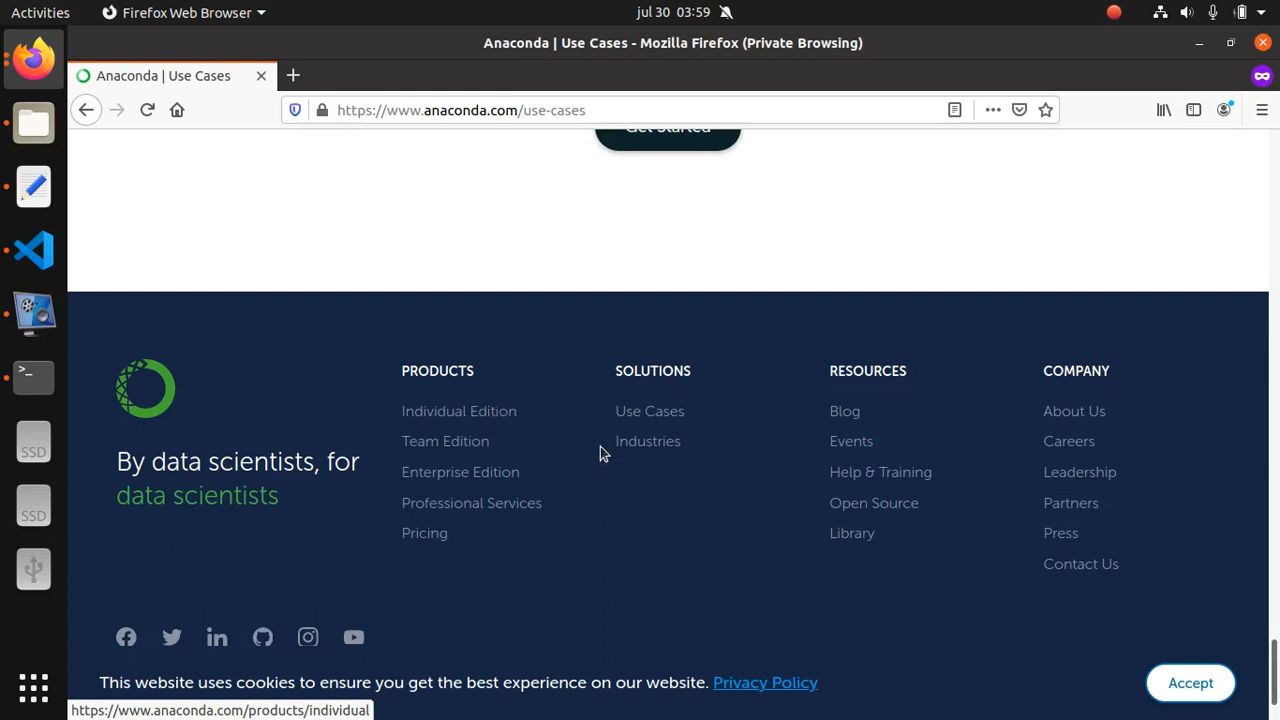 Activities
Firefox Web Browser
jul 30 03:59
Anaconda | Use Cases - Mozilla Firefox (Private Browsing)
Anaconda | Use Cases
https://www.anaconda.com/use-cases
Get Started
PRODUCTS
Individual Edition
Team Edition
Enterprise Edition
Professional Services
Pricing
SOLUTIONS
Use Cases
Industries
RESOURCES
Blog
Events
Help & Training
Open Source
Library
COMPANY
About Us
Careers
Leadership
Partners
Press
Contact Us
By data scientists, for
data scientists
This website uses cookies to ensure you get the best experience on our website. Privacy Policy
Accept
https://www.anaconda.com/products/individual
SSD
SSD